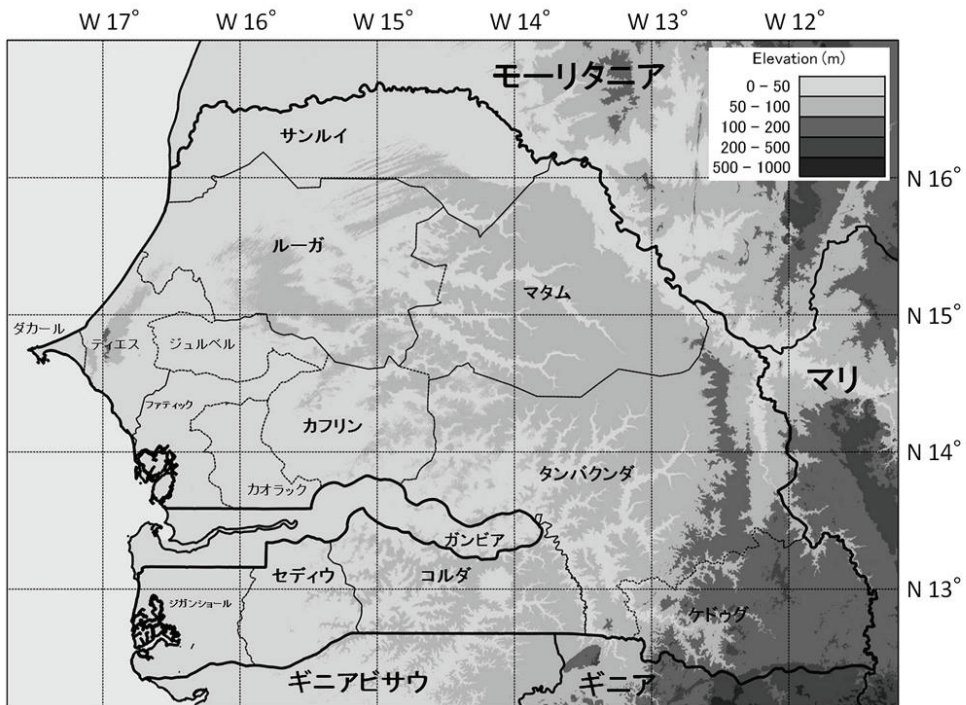 W 17° W 16° W 15° W 14° W 13° W 12°
Elevation (m)
0 – 50
50 – 100
100 – 200
200 – 500
500 – 1000
モーリタニア
サンルイ
N 16°
ルーガ
マタム
N 15°
ダカール
ティエス
ジュルベル
マリ
ファティック
カフリン
N 14°
カオラック
タンバクンダ
ガンビア
セディウ
コルダ
N 13°
ジガンショール
ケドゥグ
ギニアビサウ
ギニア